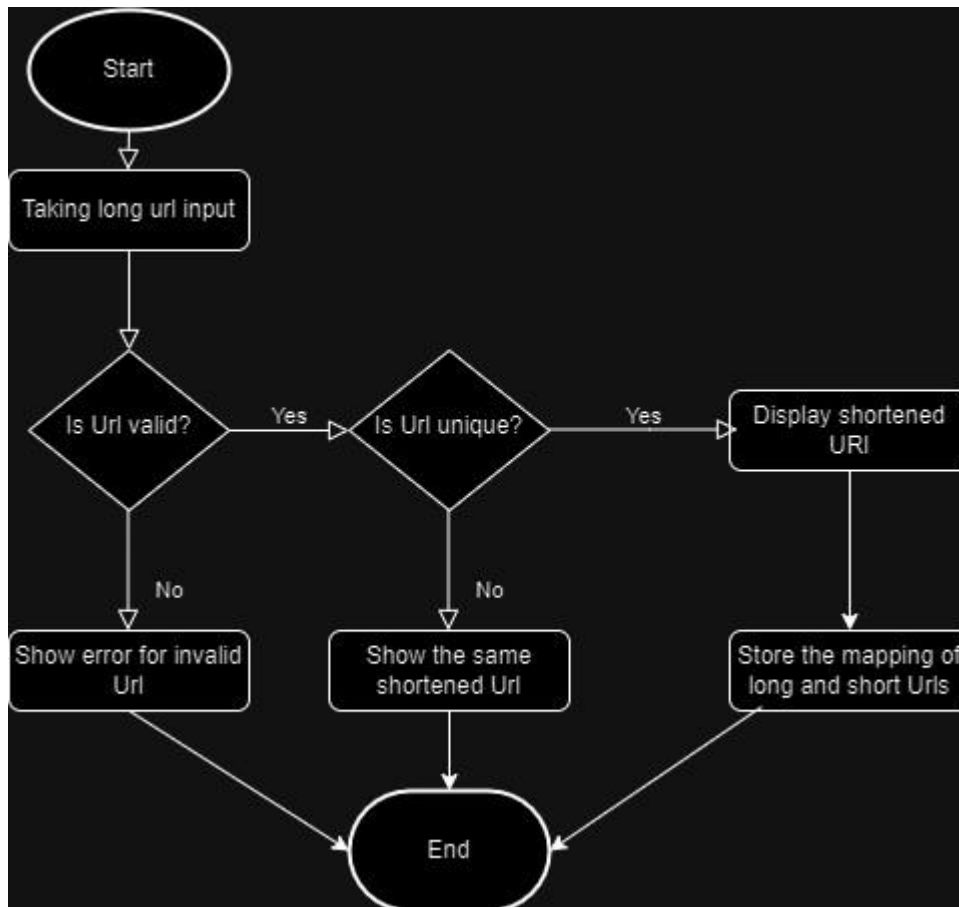 Start
Taking long url input
Is Url valid?
Yes
Is Url unique?
Yes
Display shortened
URl
No
No
Show error for invalid
Url
Show the same
shortened Url
Store the mapping of
long and short Urls
End